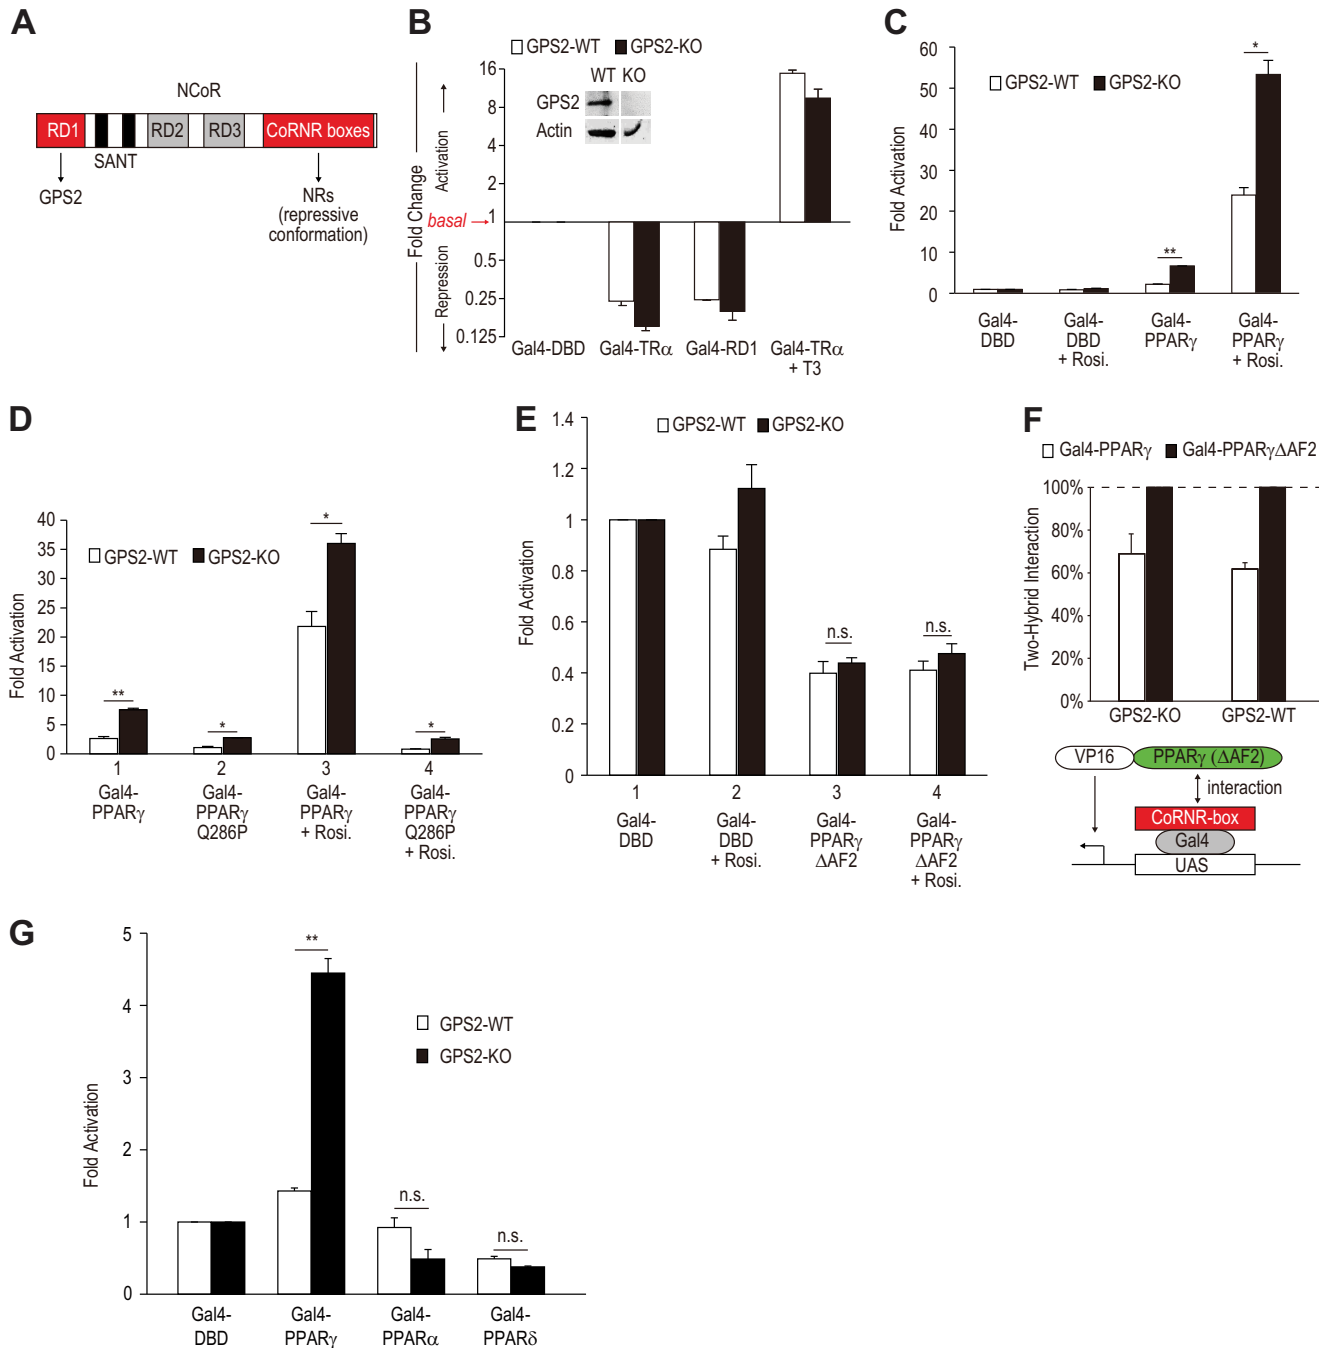 A
NCoR
RD1
RD2
RD3
CoRNR boxes
SANT
GPS2
NRs
(repressive
conformation)
B
GPS2-WT GPS2-KO
WT KO
GPS2
Actin
Fold Change
Activation
Repression
basal
16
8
4
2
1
0.5
0.25
0.125
Gal4-DBD
Gal4-TRα
Gal4-RD1
Gal4-TRα
+ T3
C
GPS2-WT GPS2-KO
Fold Activation
60
50
40
30
20
10
0
**
*
Gal4-
DBD
Gal4-
DBD
+ Rosi.
Gal4-
PPARγ
Gal4-
PPARγ
+ Rosi.
D
GPS2-WT GPS2-KO
Fold Activation
40
35
30
25
20
15
10
5
0
**
*
*
*
1
2
3
4
Gal4-
PPARγ
Gal4-
PPARγ
Q286P
Gal4-
PPARγ
+ Rosi.
Gal4-
PPARγ
Q286P
+ Rosi.
E
GPS2-WT GPS2-KO
Fold Activation
1.4
1.2
1
0.8
0.6
0.4
0.2
0
n.s.
n.s.
1
2
3
4
Gal4-
DBD
Gal4-
DBD
+ Rosi.
Gal4-
PPARγ
ΔAF2
Gal4-
PPARγ
ΔAF2
+ Rosi.
F
Gal4-PPARγ Gal4-PPARγΔAF2
Two-Hybrid Interaction
100%
80%
60%
40%
20%
0%
GPS2-KO
GPS2-WT
VP16
PPARγ (ΔAF2)
interaction
CoRNR-box
Gal4
UAS
G
GPS2-WT
GPS2-KO
Fold Activation
5
4
3
2
1
0
**
n.s.
n.s.
Gal4-
DBD
Gal4-
PPARγ
Gal4-
PPARα
Gal4-
PPARδ